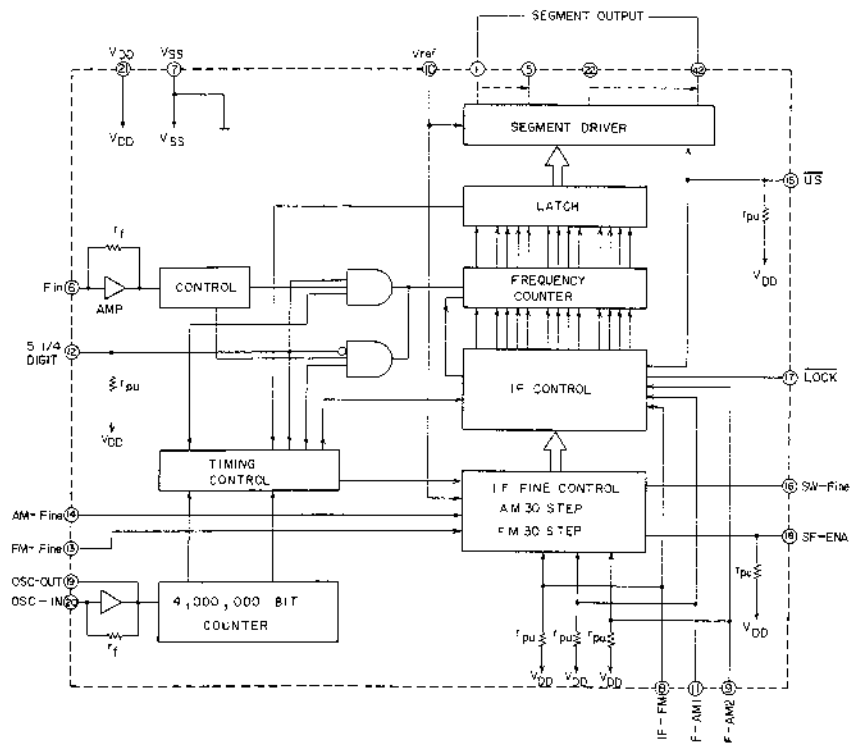 SEGMENT OUTPUT
VDD
VSS
Vref
21
7
10
1
5
22
42
VDD
VSS
SEGMENT DRIVER
15
US
rpu
VDD
LATCH
rf
Fin
6
AMP
CONTROL
FREQUENCY
COUNTER
5 1/4
DIGIT
12
rpu
VDD
IF CONTROL
17
LOCK
TIMING
CONTROL
I.F FINE CONTROL
AM 30 STEP
FM 30 STEP
16
SW-Fine
AM-Fine
14
FM-Fine
13
18
SF-ENA
rpu
VDD
OSC-OUT
19
OSC-IN
20
rf
4,000,000 BIT
COUNTER
rpu
rpu
rpu
VDD
VDD
VDD
8
11
9
IF-FM
F-AM1
F-AM2